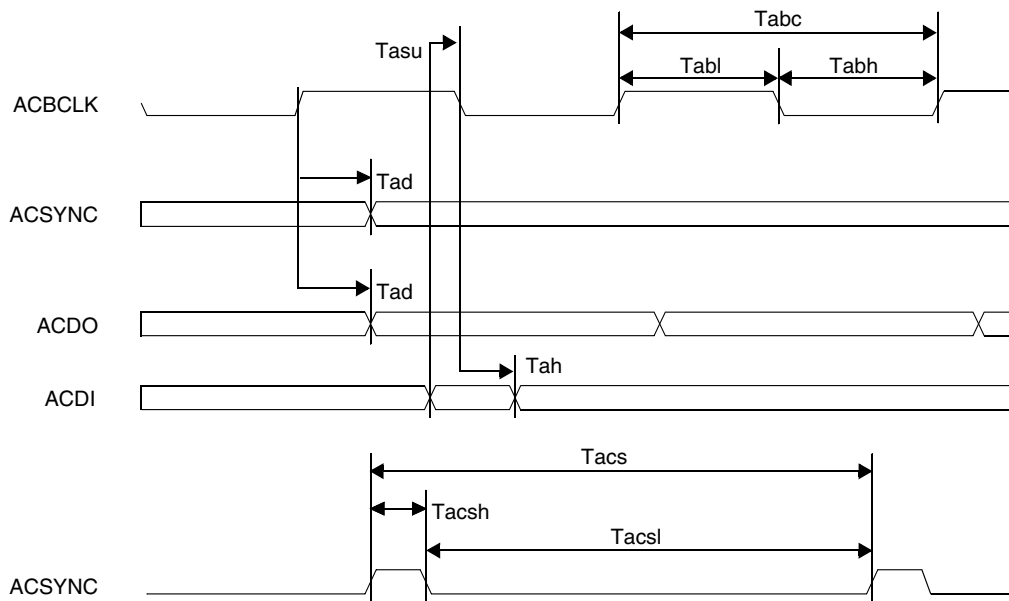 Tabc
Tasu
Tabl
Tabh
ACBCLK
Tad
ACSYNC
Tad
ACDO
Tah
ACDI
Tacs
Tacsh
Tacsl
ACSYNC